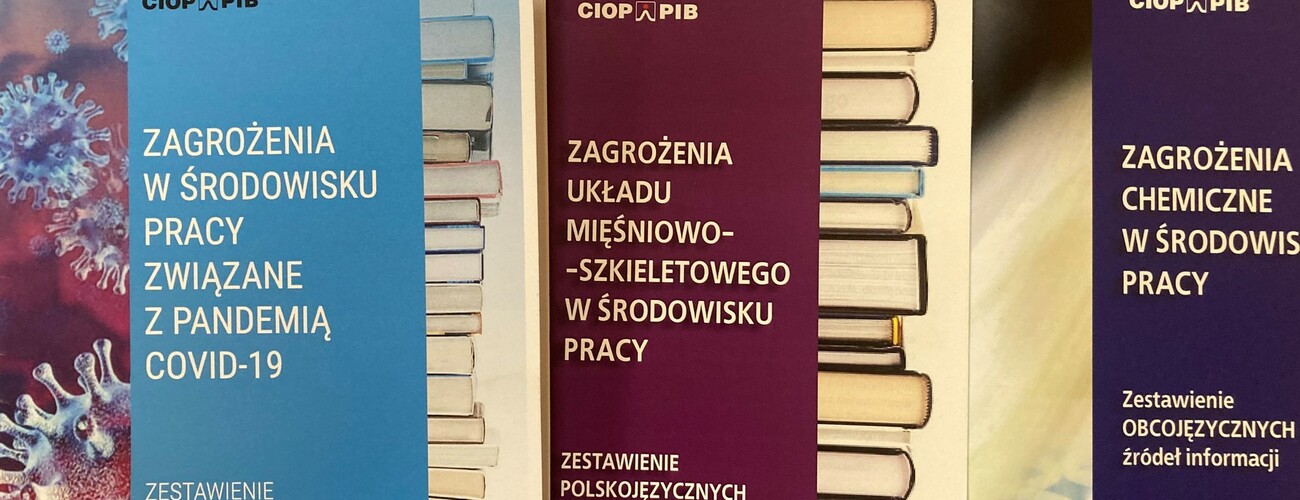 CIOP PIB
ZAGROŻENIA
W ŚRODOWISKU
PRACY
ZWIĄZANE
Z PANDEMIĄ
COVID-19
ZESTAWIENIE
CIOP PIB
ZAGROŻENIA
UKŁADU
MIĘŚNIOWO-
-SZKIELETOWEGO
W ŚRODOWISKU
PRACY
ZESTAWIENIE
POLSKOJĘZYCZNYCH
CIOP PIB
ZAGROŻENIA
CHEMICZNE
W ŚRODOWIS
PRACY
Zestawienie
OBCOJĘZYCZNYCH
źródeł informacji